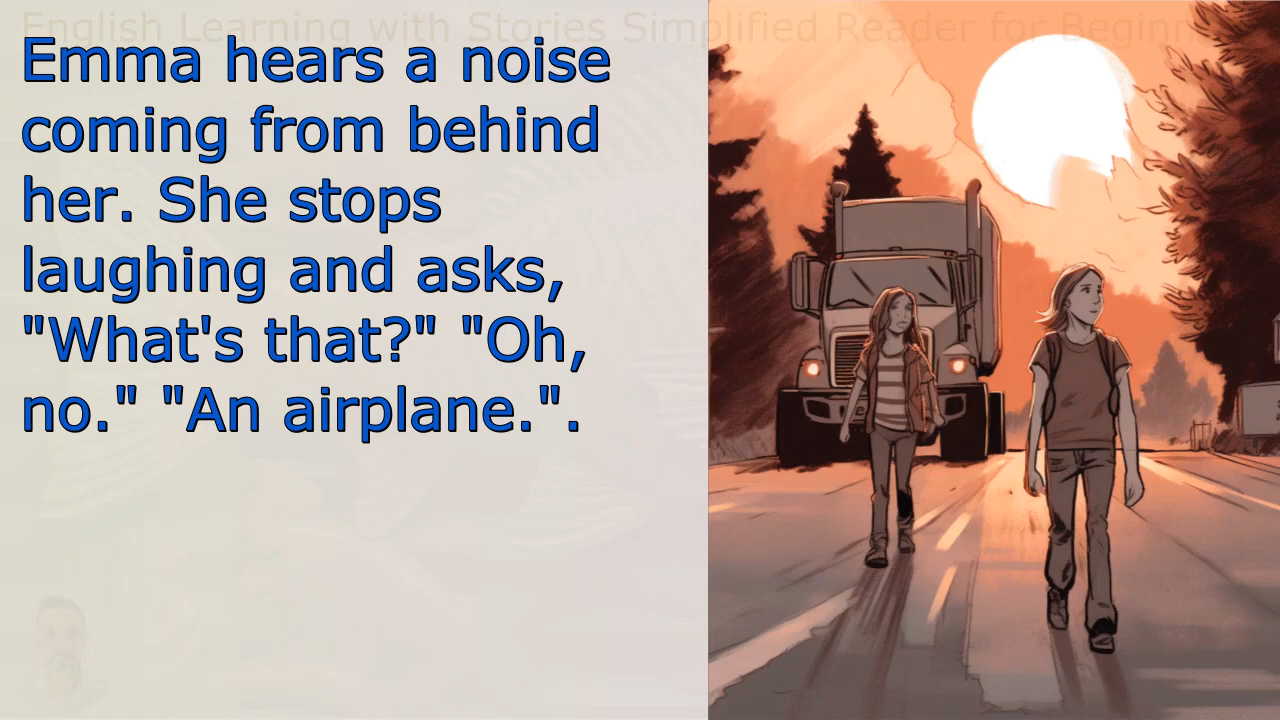 English Learning with Stories Simplified Reader for Beginn
Emma hears a noise
coming from behind
her. She stops
laughing and asks,
"What's that?" "Oh,
no." "An airplane.".